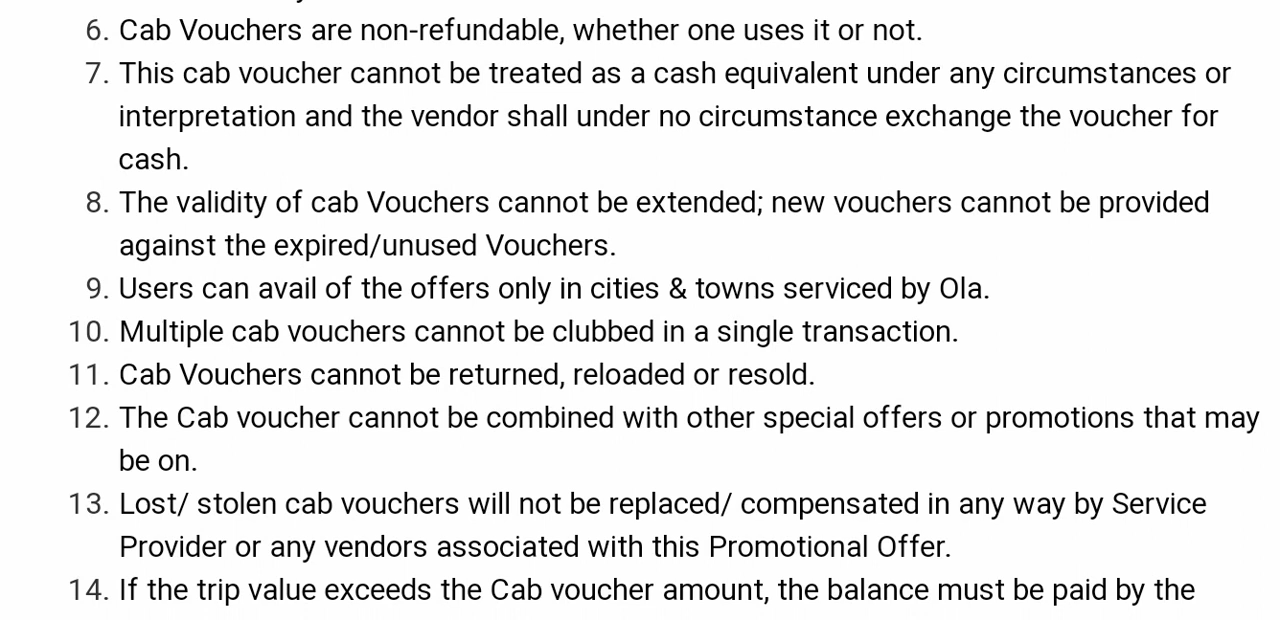 6. Cab Vouchers are non-refundable, whether one uses it or not.
7. This cab voucher cannot be treated as a cash equivalent under any circumstances or
interpretation and the vendor shall under no circumstance exchange the voucher for
cash.
8. The validity of cab Vouchers cannot be extended; new vouchers cannot be provided
against the expired/unused Vouchers.
9. Users can avail of the offers only in cities & towns serviced by Ola.
10. Multiple cab vouchers cannot be clubbed in a single transaction.
11. Cab Vouchers cannot be returned, reloaded or resold.
12. The Cab voucher cannot be combined with other special offers or promotions that may
be on.
13. Lost/ stolen cab vouchers will not be replaced/ compensated in any way by Service
Provider or any vendors associated with this Promotional Offer.
14. If the trip value exceeds the Cab voucher amount, the balance must be paid by the